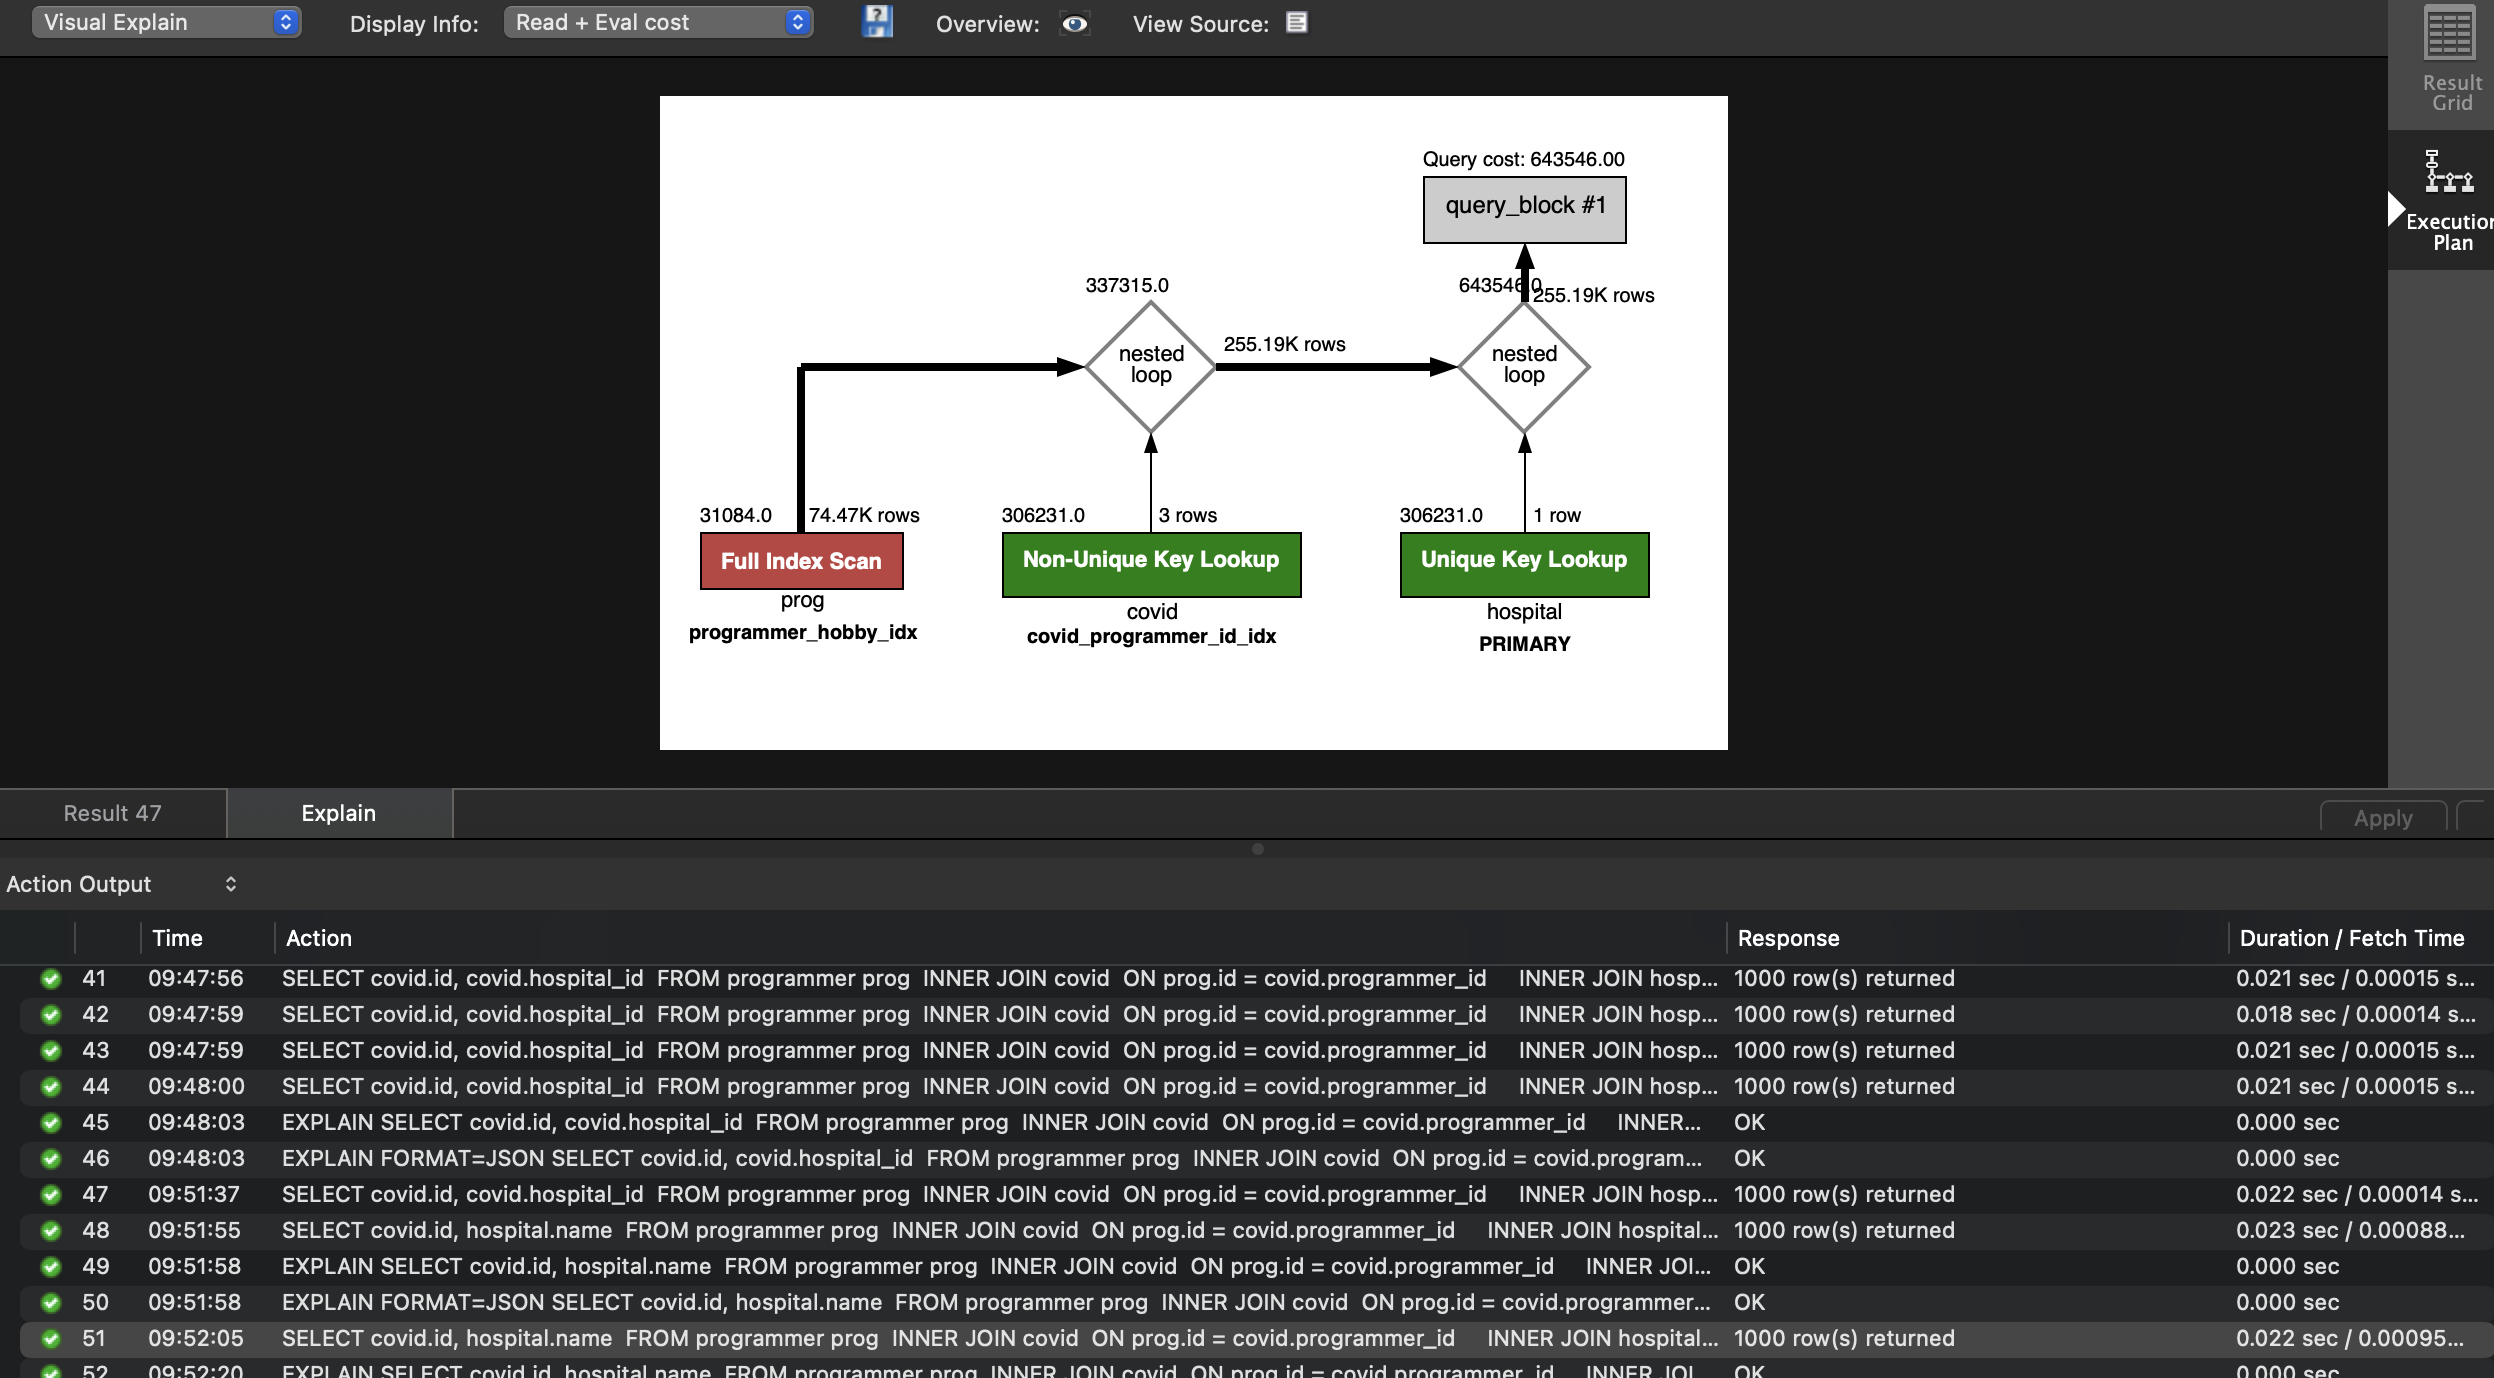 Visual Explain
Display Info:
Read + Eval cost
Overview:
View Source:
Result
Grid
Execution
Plan
Query cost: 643546.00
query_block #1
337315.0
643546.0
255.19K rows
nested
loop
255.19K rows
nested
loop
31084.0
74.47K rows
306231.0
3 rows
306231.0
1 row
Full Index Scan
Non-Unique Key Lookup
Unique Key Lookup
prog
covid
hospital
programmer_hobby_idx
covid_programmer_id_idx
PRIMARY
Result 47
Explain
Apply
Action Output
Time Action Response Duration / Fetch Time
41 09:47:56 SELECT covid.id, covid.hospital_id FROM programmer prog INNER JOIN covid ON prog.id = covid.programmer_id INNER JOIN hosp... 1000 row(s) returned 0.021 sec / 0.00015 s...
42 09:47:59 SELECT covid.id, covid.hospital_id FROM programmer prog INNER JOIN covid ON prog.id = covid.programmer_id INNER JOIN hosp... 1000 row(s) returned 0.018 sec / 0.00014 s...
43 09:47:59 SELECT covid.id, covid.hospital_id FROM programmer prog INNER JOIN covid ON prog.id = covid.programmer_id INNER JOIN hosp... 1000 row(s) returned 0.021 sec / 0.00015 s...
44 09:48:00 SELECT covid.id, covid.hospital_id FROM programmer prog INNER JOIN covid ON prog.id = covid.programmer_id INNER JOIN hosp... 1000 row(s) returned 0.021 sec / 0.00015 s...
45 09:48:03 EXPLAIN SELECT covid.id, covid.hospital_id FROM programmer prog INNER JOIN covid ON prog.id = covid.programmer_id INNER... OK 0.000 sec
46 09:48:03 EXPLAIN FORMAT=JSON SELECT covid.id, covid.hospital_id FROM programmer prog INNER JOIN covid ON prog.id = covid.program... OK 0.000 sec
47 09:51:37 SELECT covid.id, covid.hospital_id FROM programmer prog INNER JOIN covid ON prog.id = covid.programmer_id INNER JOIN hosp... 1000 row(s) returned 0.022 sec / 0.00014 s...
48 09:51:55 SELECT covid.id, hospital.name FROM programmer prog INNER JOIN covid ON prog.id = covid.programmer_id INNER JOIN hospital... 1000 row(s) returned 0.023 sec / 0.00088...
49 09:51:58 EXPLAIN SELECT covid.id, hospital.name FROM programmer prog INNER JOIN covid ON prog.id = covid.programmer_id INNER JOI... OK 0.000 sec
50 09:51:58 EXPLAIN FORMAT=JSON SELECT covid.id, hospital.name FROM programmer prog INNER JOIN covid ON prog.id = covid.programmer... OK 0.000 sec
51 09:52:05 SELECT covid.id, hospital.name FROM programmer prog INNER JOIN covid ON prog.id = covid.programmer_id INNER JOIN hospital... 1000 row(s) returned 0.022 sec / 0.00095...
52 09:52:20 EXPLAIN SELECT covid.id, hospital.name FROM programmer prog INNER JOIN covid ON prog.id = covid.programmer_id INNER JOI... OK 0.000 sec